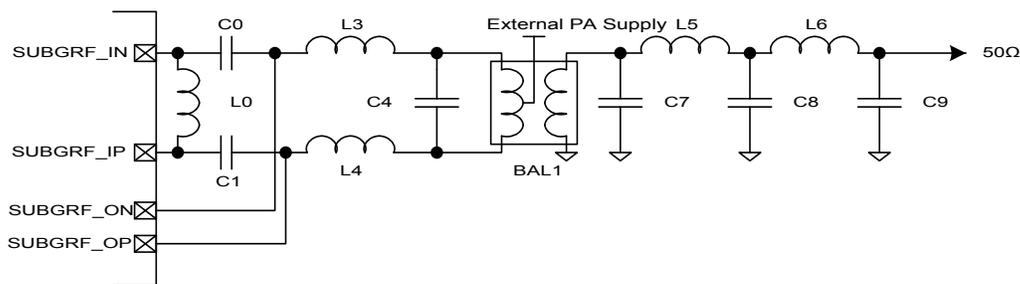 C0
L3
External PA Supply
L5
L6
SUBGRF_IN
50Ω
L0
C4
C7
C8
C9
SUBGRF_IP
C1
L4
BAL1
SUBGRF_ON
SUBGRF_OP